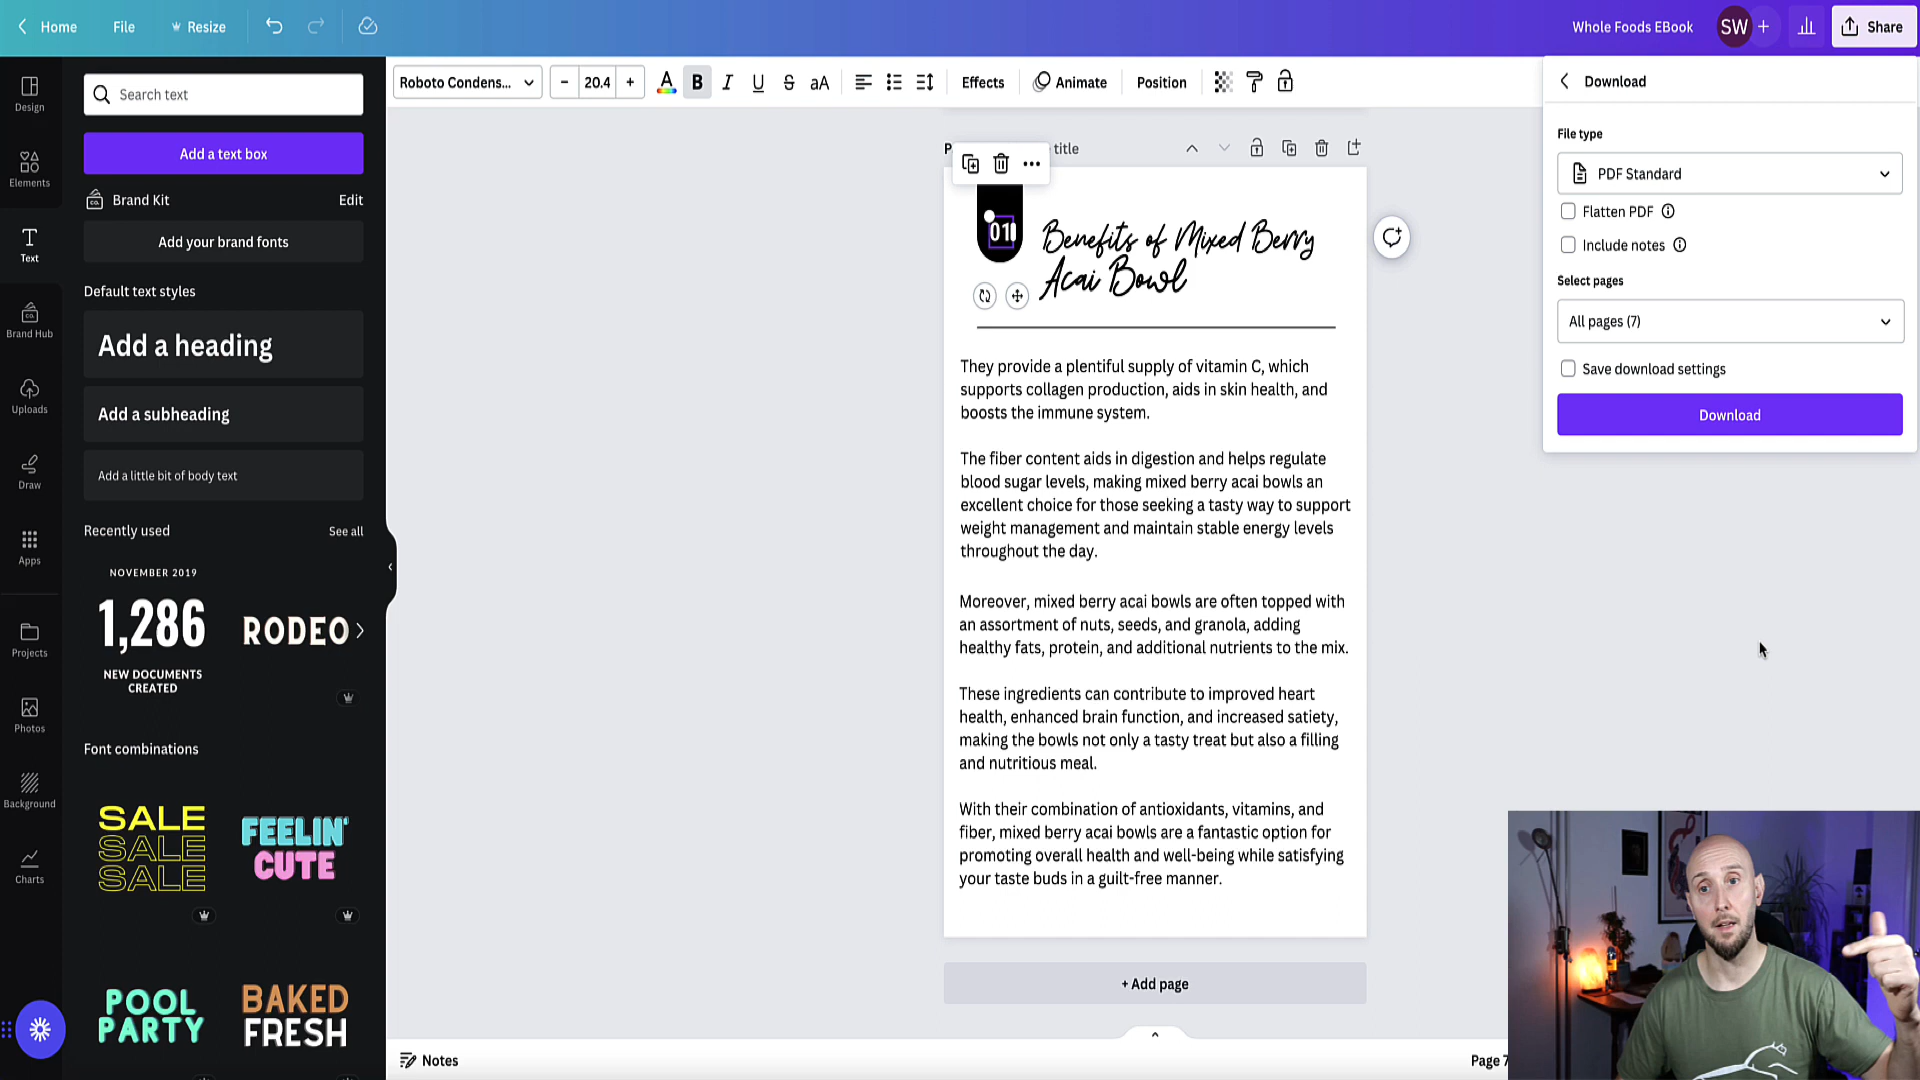 Home
File
Resize
Whole Foods EBook
SW
Share
Design
Elements
Text
Brand Hub
Uploads
Draw
Apps
Projects
Photos
Background
Charts
Search text
Add a text box
Brand Kit
Edit
Add your brand fonts
Default text styles
Add a heading
Add a subheading
Add a little bit of body text
Recently used
See all
NOVEMBER 2019
1,286
NEW DOCUMENTS
CREATED
RODEO
Font combinations
SALE
SALE
SALE
FEELIN'
CUTE
POOL
PARTY
BAKED
FRESH
Roboto Condens...
20.4
A
B
I
U
S
aA
Effects
Animate
Position
title
01
Benefits of Mixed Berry
Acai Bowl
They provide a plentiful supply of vitamin C, which
supports collagen production, aids in skin health, and
boosts the immune system.
The fiber content aids in digestion and helps regulate
blood sugar levels, making mixed berry acai bowls an
excellent choice for those seeking a tasty way to support
weight management and maintain stable energy levels
throughout the day.
Moreover, mixed berry acai bowls are often topped with
an assortment of nuts, seeds, and granola, adding
healthy fats, protein, and additional nutrients to the mix.
These ingredients can contribute to improved heart
health, enhanced brain function, and increased satiety,
making the bowls not only a tasty treat but also a filling
and nutritious meal.
With their combination of antioxidants, vitamins, and
fiber, mixed berry acai bowls are a fantastic option for
promoting overall health and well-being while satisfying
your taste buds in a guilt-free manner.
+ Add page
Notes
Page 7
Download
File type
PDF Standard
Flatten PDF
Include notes
Select pages
All pages (7)
Save download settings
Download